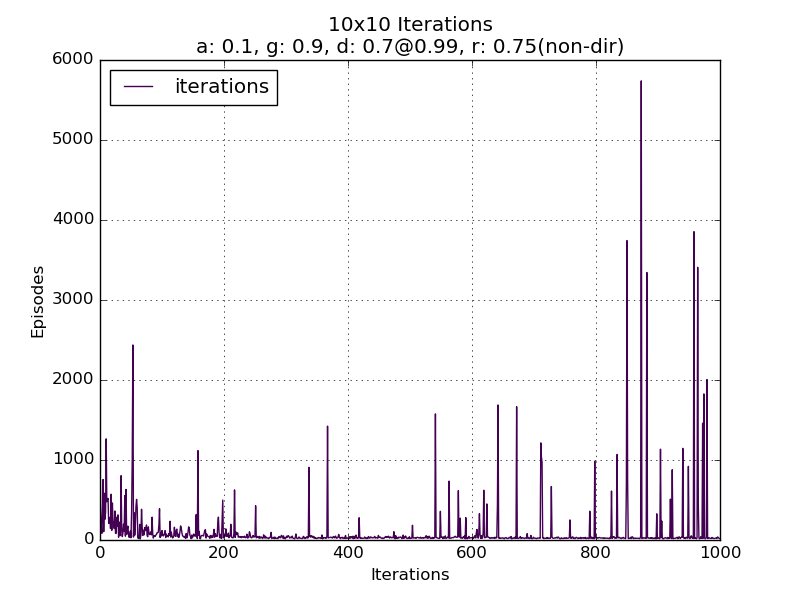 10x10 Iterations
a: 0.1, g: 0.9, d: 0.7@0.99, r: 0.75(non-dir)
iterations
6000
5000
4000
3000
2000
1000
0
Episodes
0 200 400 600 800 1000
Iterations